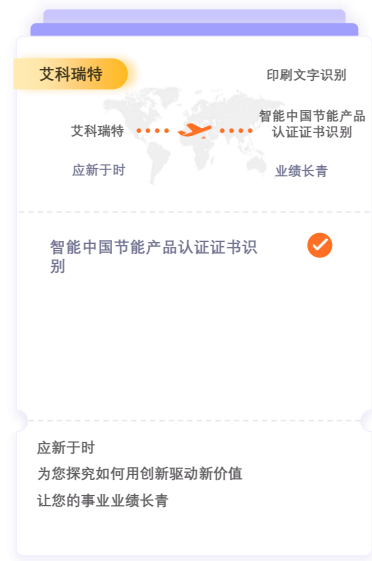 艾科瑞特
印刷文字识别
艾科瑞特
智能中国节能产品
认证证书识别
应新于时
业绩长青
智能中国节能产品认证证书识
别
应新于时
为您探究如何用创新驱动新价值
让您的事业业绩长青